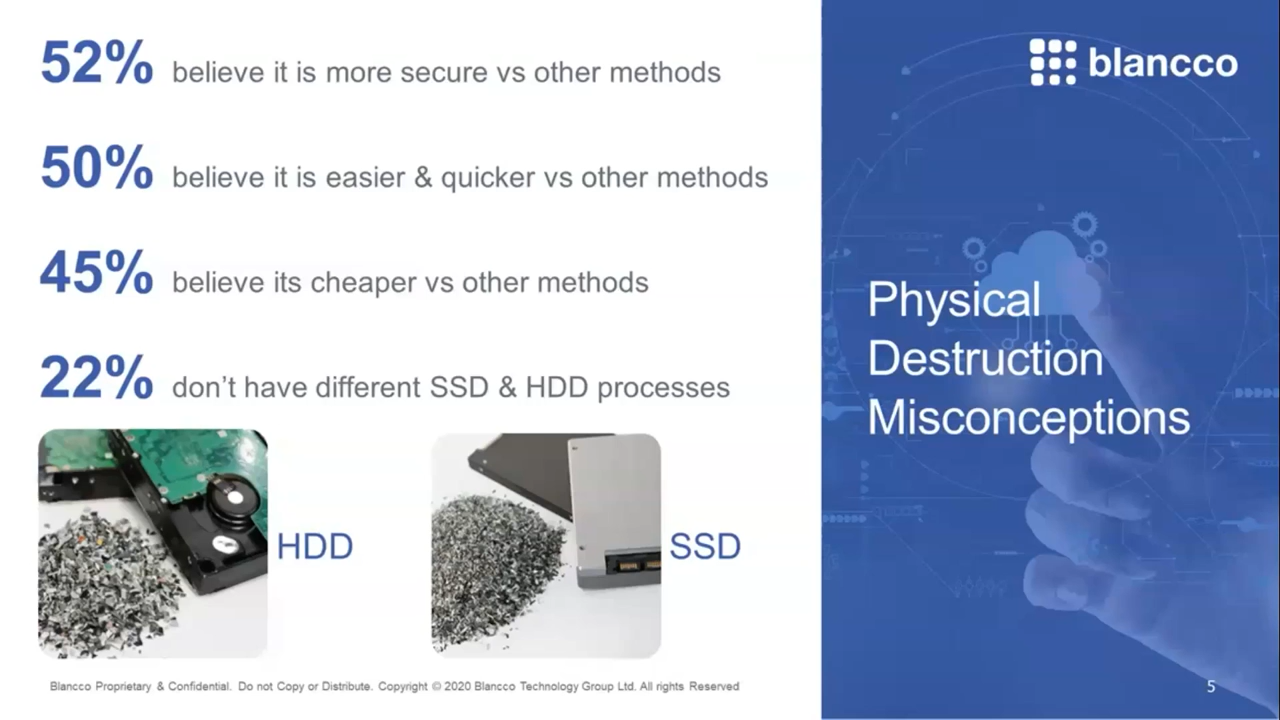 52% believe it is more secure vs other methods
50% believe it is easier & quicker vs other methods
45% believe its cheaper vs other methods
22% don’t have different SSD & HDD processes
HDD
SSD
Blancco Proprietary & Confidential. Do not Copy or Distribute. Copyright © 2020 Blancco Technology Group Ltd. All rights Reserved
blancco
Physical
Destruction
Misconceptions
5